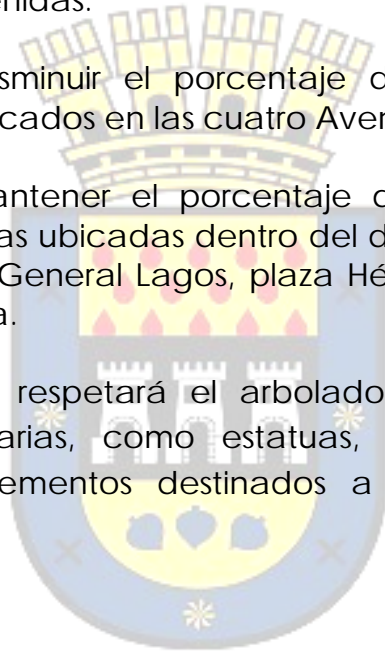 enidas.
sminuir el porcentaje d
cados en las cuatro Aven
antener el porcentaje d
as ubicadas dentro del d
General Lagos, plaza Hé
a.
respetará el arbolado
arias, como estatuas,
ementos destinados a